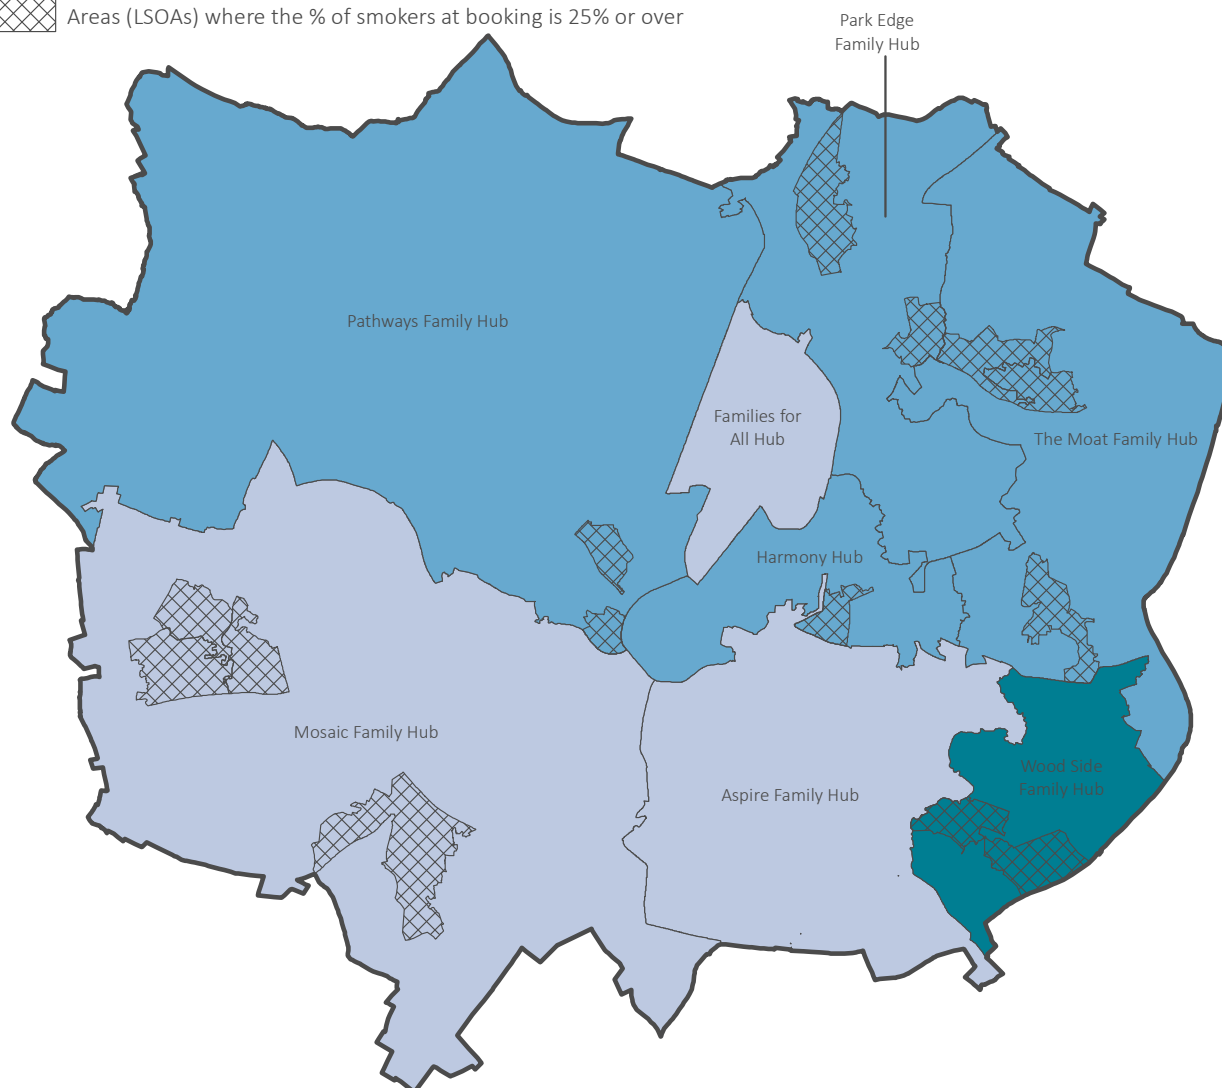 Areas (LSOAs) where the % of smokers at booking is 25% or over
Park Edge
Family Hub
Pathways Family Hub
Families for
All Hub
The Moat Family Hub
Harmony Hub
Mosaic Family Hub
Wood Side
Family Hub
Aspire Family Hub